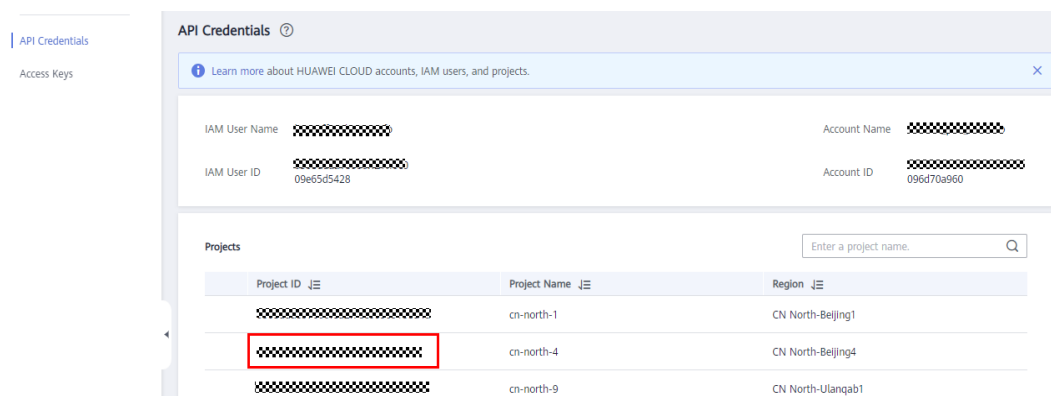 API Credentials
Access Keys
API Credentials ?
Learn more about HUAWEI CLOUD accounts, IAM users, and projects.
IAM User Name
Account Name
IAM User ID 09e65d5428
Account ID 096d70a960
Projects
Enter a project name.
Project ID Project Name Region
cn-north-1 CN North-Beijing1
cn-north-4 CN North-Beijing4
cn-north-9 CN North-Ulanqab1